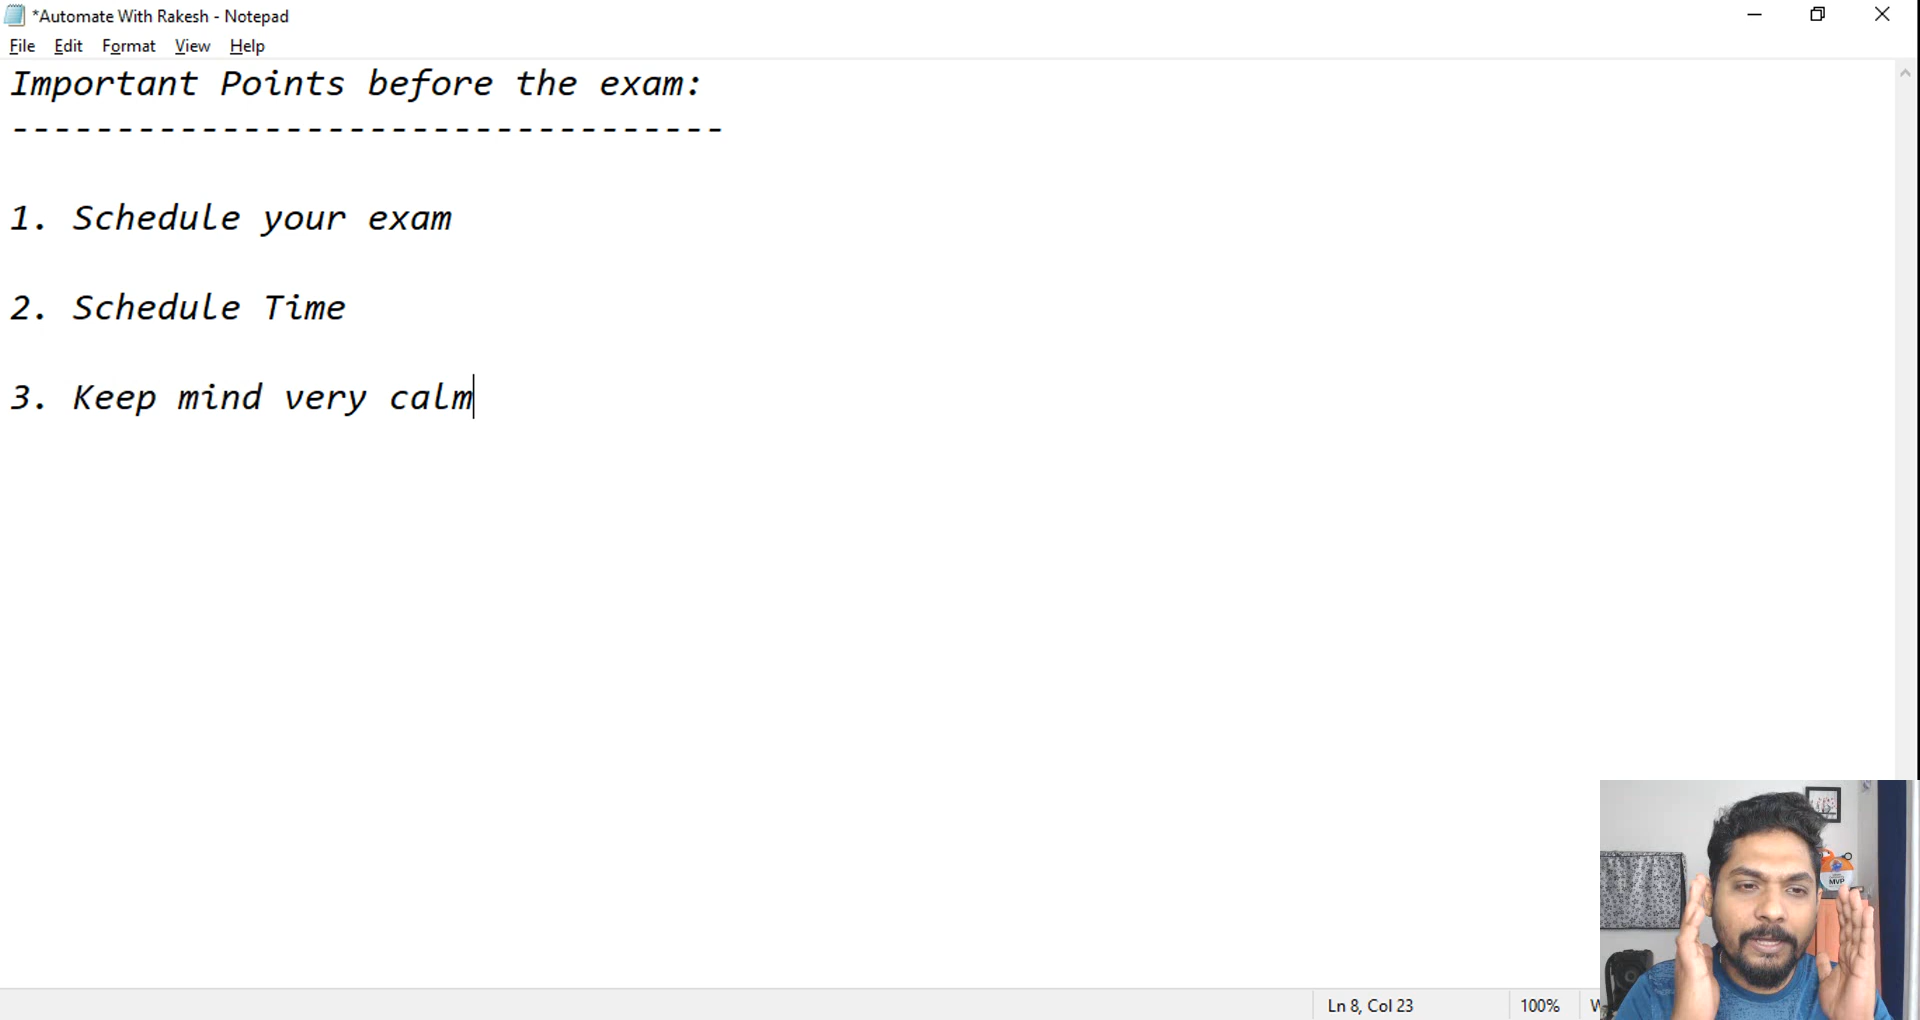 *Automate With Rakesh - Notepad
File Edit Format View Help
Important Points before the exam:
----------------------------------
1. Schedule your exam
2. Schedule Time
3. Keep mind very calm
Ln 8, Col 23 100%
MVP